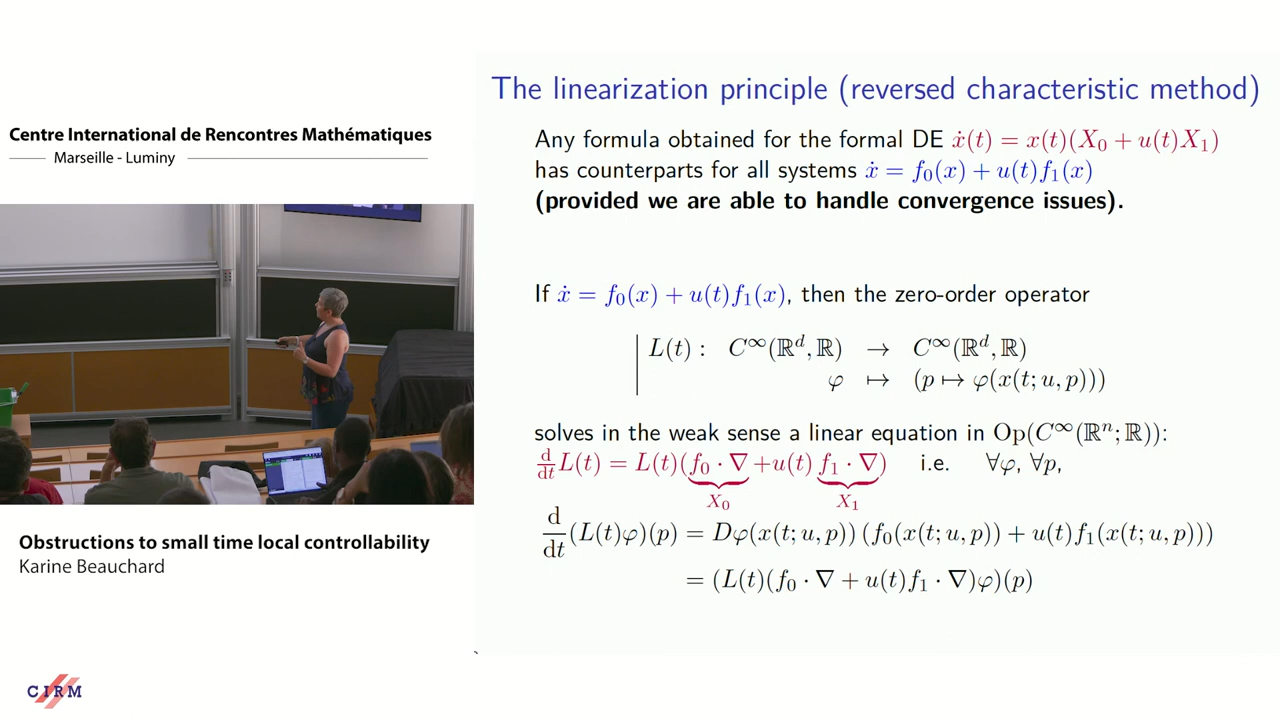 Centre International de Rencontres Mathématiques
Marseille - Luminy
Obstructions to small time local controllability
Karine Beauchard
CIRM
The linearization principle (reversed characteristic method)
Any formula obtained for the formal DE ẋ(t) = x(t)(X₀ + u(t)X₁)
has counterparts for all systems ẋ = f₀(x) + u(t)f₁(x)
(provided we are able to handle convergence issues).
If ẋ = f₀(x) + u(t)f₁(x), then the zero-order operator
L(t) : C^∞(ℝ^d, ℝ) → C^∞(ℝ^d, ℝ)
φ ↦ (p ↦ φ(x(t; u, p)))
solves in the weak sense a linear equation in Op(C^∞(ℝⁿ; ℝ)):
d/dt L(t) = L(t)(f₀ · ∇ + u(t) f₁ · ∇) i.e. ∀φ, ∀p,
X₀ X₁
d/dt (L(t)φ)(p) = Dφ(x(t; u, p)) (f₀(x(t; u, p)) + u(t)f₁(x(t; u, p)))
= (L(t)(f₀ · ∇ + u(t)f₁ · ∇)φ)(p)